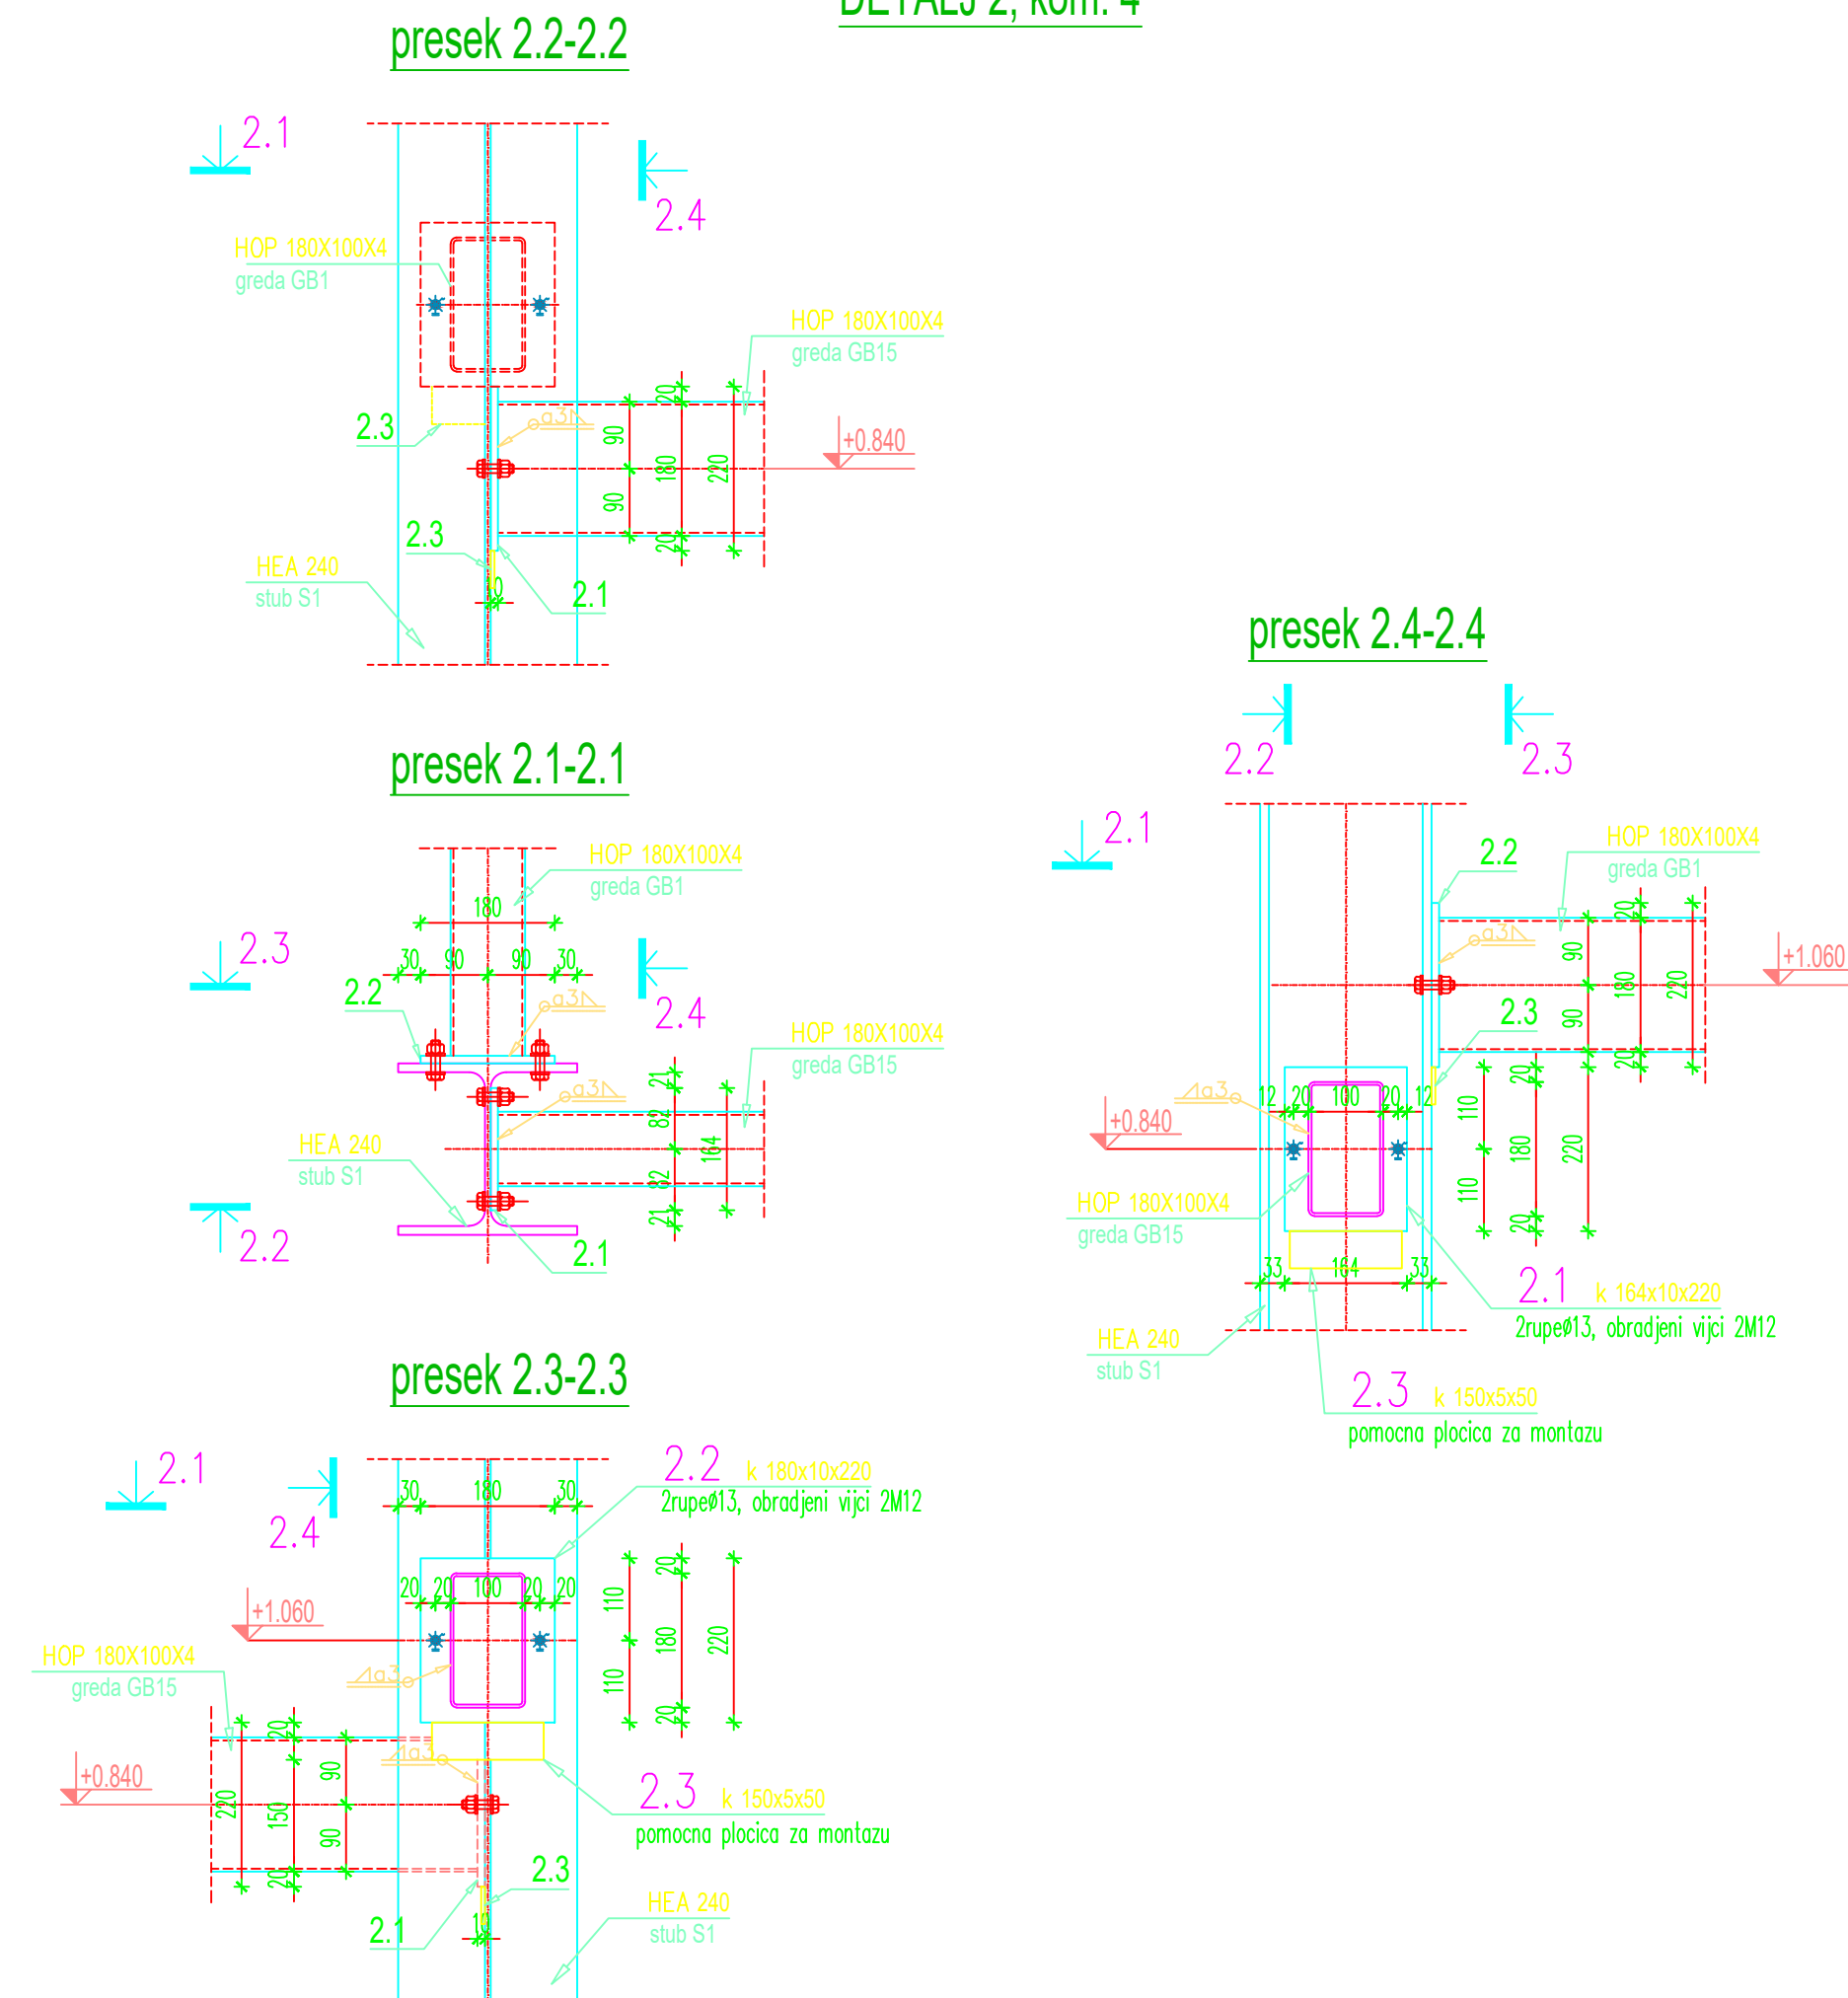 DETALJ 2, kom. 4
presek 2.2-2.2
2.1
2.4
HOP 180X100X4
greda GB1
HOP 180X100X4
greda GB15
20
90
180
220
90
20
+0.840
a3
2.3
2.3
HEA 240
stub S1
2.1
presek 2.1-2.1
HOP 180X100X4
greda GB1
180
30
90
90
30
2.3
2.4
2.2
a3
HOP 180X100X4
greda GB15
a3
21
82
164
82
21
HEA 240
stub S1
2.2
2.1
presek 2.3-2.3
2.1
2.4
30
180
30
2.2
k 180x10x220
2rupeø13, obradjeni vijci 2M12
20
20
100
20
20
20
110
180
220
110
20
+1.060
HOP 180X100X4
greda GB15
a3
a3
+0.840
20
90
220
150
90
20
2.3
k 150x5x50
pomocna plocica za montazu
2.3
2.1
HEA 240
stub S1
presek 2.4-2.4
2.2
2.3
2.1
2.2
HOP 180X100X4
greda GB1
20
a3
90
180
220
90
20
+1.060
2.3
a3
12
20
100
20
12
20
110
180
220
110
20
+0.840
HOP 180X100X4
greda GB15
33
164
33
2.1
k 164x10x220
2rupeø13, obradjeni vijci 2M12
HEA 240
stub S1
2.3
k 150x5x50
pomocna plocica za montazu